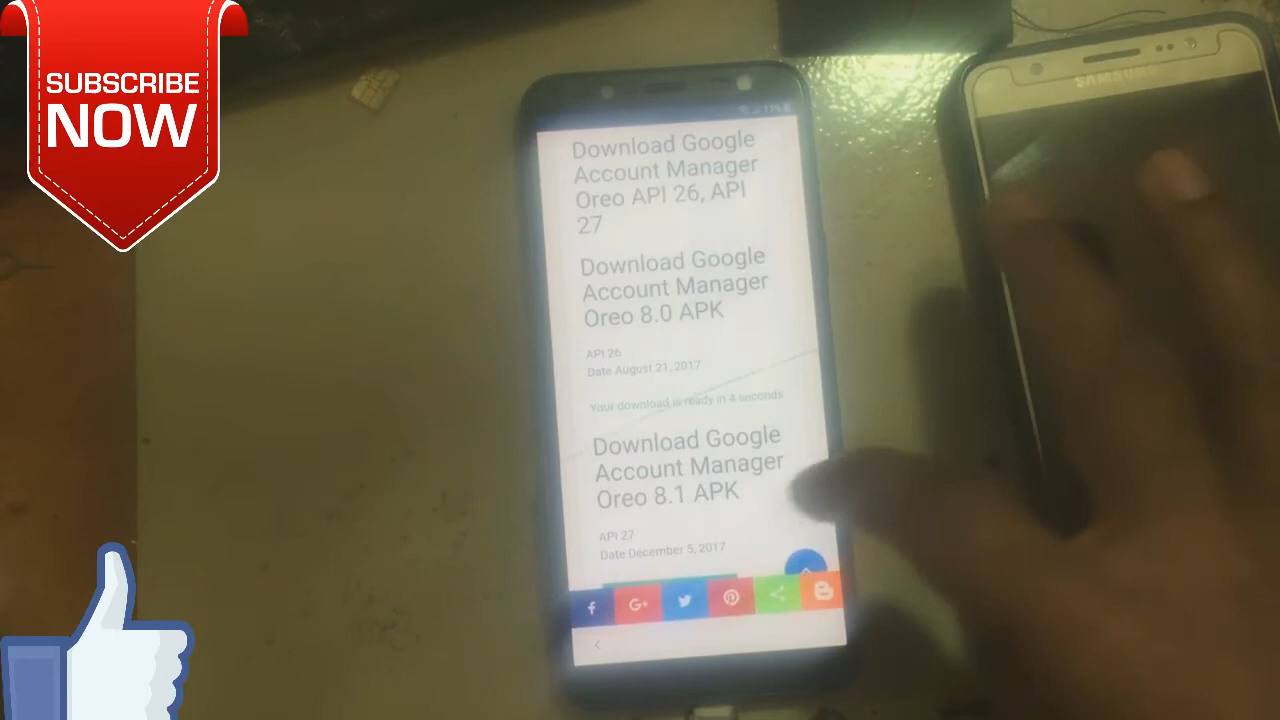 SUBSCRIBE
NOW
SAMSUNG
Download Google
Account Manager
Oreo API 26, API
27
Download Google
Account Manager
Oreo 8.0 APK
API 26
Date August 21, 2017
Your download is ready in 4 seconds
Download Google
Account Manager
Oreo 8.1 APK
API 27
Date December 5, 2017